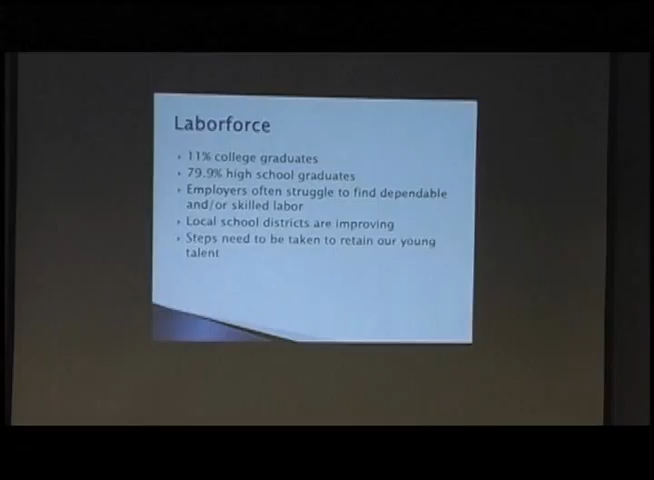 Laborforce
11% college graduates
79.9% high school graduates
Employers often struggle to find dependable
and/or skilled labor
Local school districts are improving
Steps need to be taken to retain our young
talent